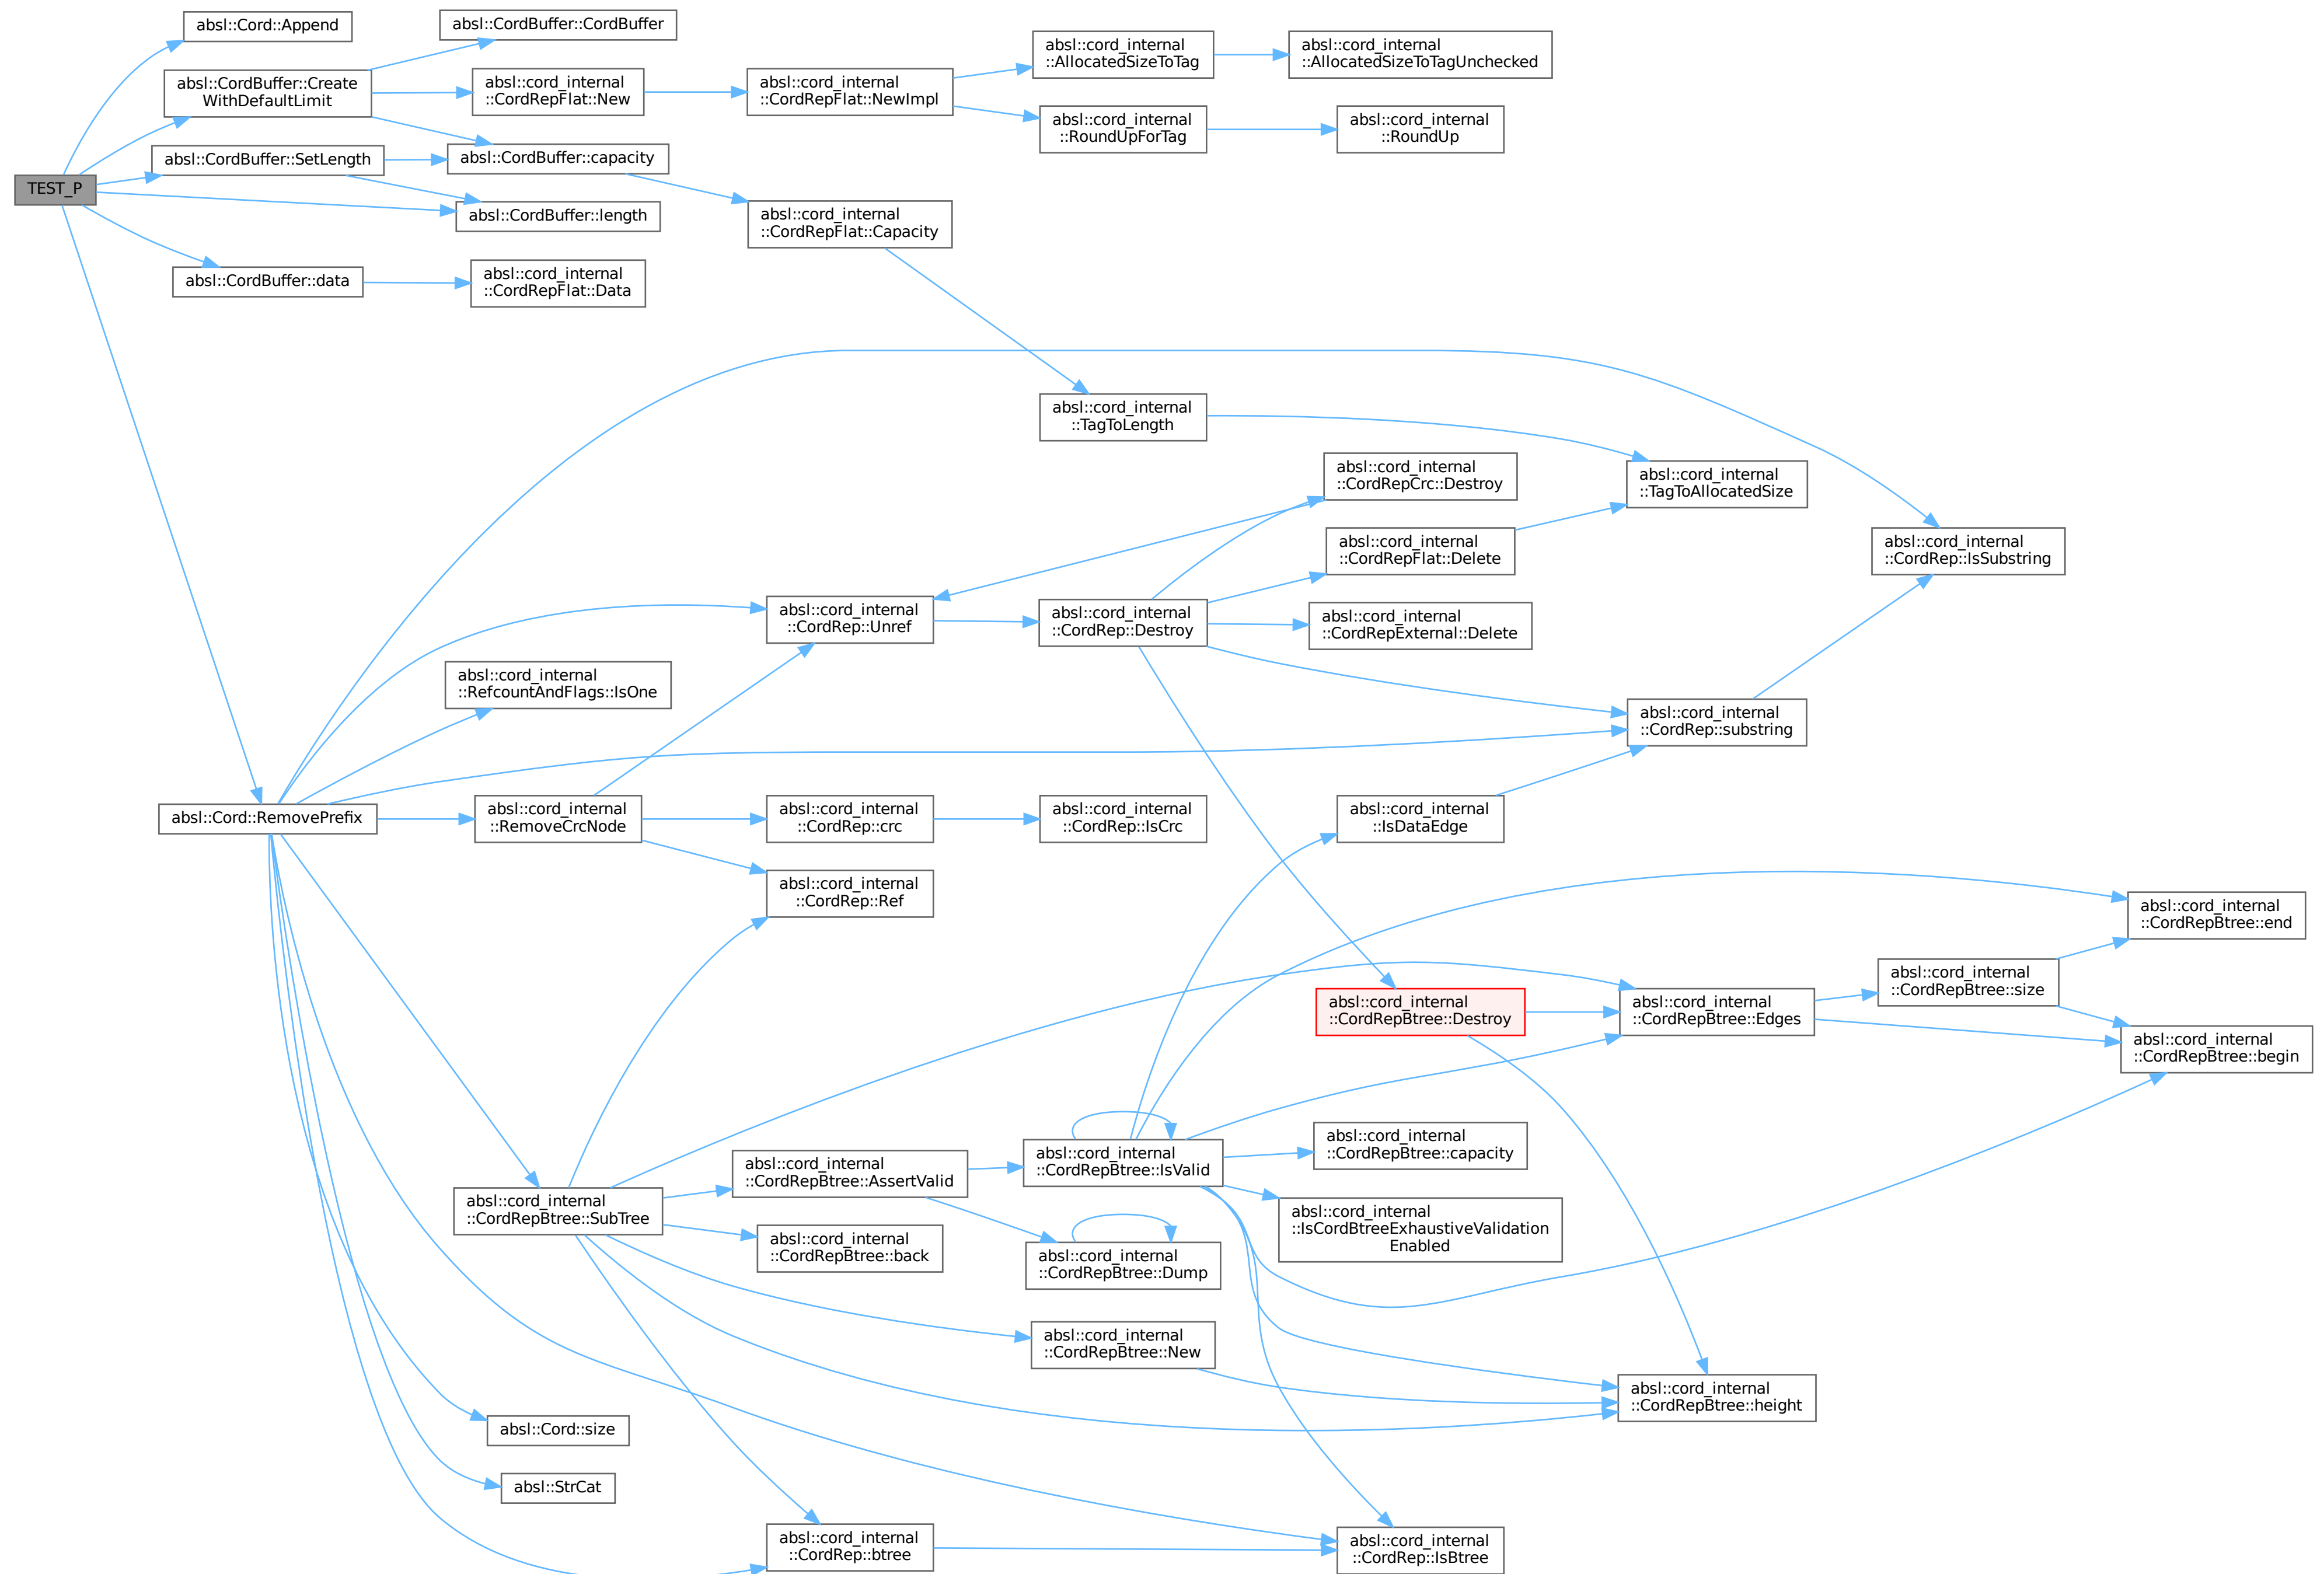 absl::Cord::Append
absl::CordBuffer::CordBuffer
absl::CordBuffer::Create
WithDefaultLimit
absl::cord_internal
::CordRepFlat::New
absl::cord_internal
::CordRepFlat::NewImpl
absl::cord_internal
::AllocatedSizeToTag
absl::cord_internal
::AllocatedSizeToTagUnchecked
absl::cord_internal
::RoundUpForTag
absl::cord_internal
::RoundUp
absl::CordBuffer::SetLength
absl::CordBuffer::capacity
TEST_P
absl::CordBuffer::length
absl::cord_internal
::CordRepFlat::Capacity
absl::CordBuffer::data
absl::cord_internal
::CordRepFlat::Data
absl::cord_internal
::TagToLength
absl::cord_internal
::CordRepCrc::Destroy
absl::cord_internal
::TagToAllocatedSize
absl::cord_internal
::CordRepFlat::Delete
absl::cord_internal
::CordRep::IsSubstring
absl::cord_internal
::CordRep::Unref
absl::cord_internal
::CordRep::Destroy
absl::cord_internal
::CordRepExternal::Delete
absl::cord_internal
::RefcountAndFlags::IsOne
absl::cord_internal
::CordRep::substring
absl::Cord::RemovePrefix
absl::cord_internal
::RemoveCrcNode
absl::cord_internal
::CordRep::crc
absl::cord_internal
::CordRep::IsCrc
absl::cord_internal
::IsDataEdge
absl::cord_internal
::CordRep::Ref
absl::cord_internal
::CordRepBtree::end
absl::cord_internal
::CordRepBtree::Destroy
absl::cord_internal
::CordRepBtree::Edges
absl::cord_internal
::CordRepBtree::size
absl::cord_internal
::CordRepBtree::begin
absl::cord_internal
::CordRepBtree::SubTree
absl::cord_internal
::CordRepBtree::AssertValid
absl::cord_internal
::CordRepBtree::IsValid
absl::cord_internal
::CordRepBtree::capacity
absl::cord_internal
::CordRepBtree::back
absl::cord_internal
::CordRepBtree::Dump
absl::cord_internal
::IsCordBtreeExhaustiveValidation
Enabled
absl::cord_internal
::CordRepBtree::New
absl::cord_internal
::CordRepBtree::height
absl::Cord::size
absl::StrCat
absl::cord_internal
::CordRep::btree
absl::cord_internal
::CordRep::IsBtree